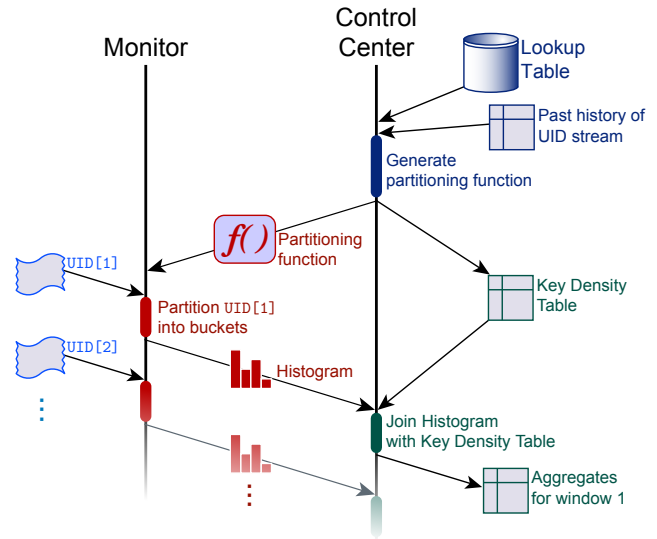 Monitor
Control
Center
Lookup
Table
Past history of
UID stream
Generate
partitioning function
f()
Partitioning
function
UID[1]
Key Density
Table
Partition UID[1]
into buckets
UID[2]
Histogram
Join Histogram
with Key Density Table
Aggregates
for window 1